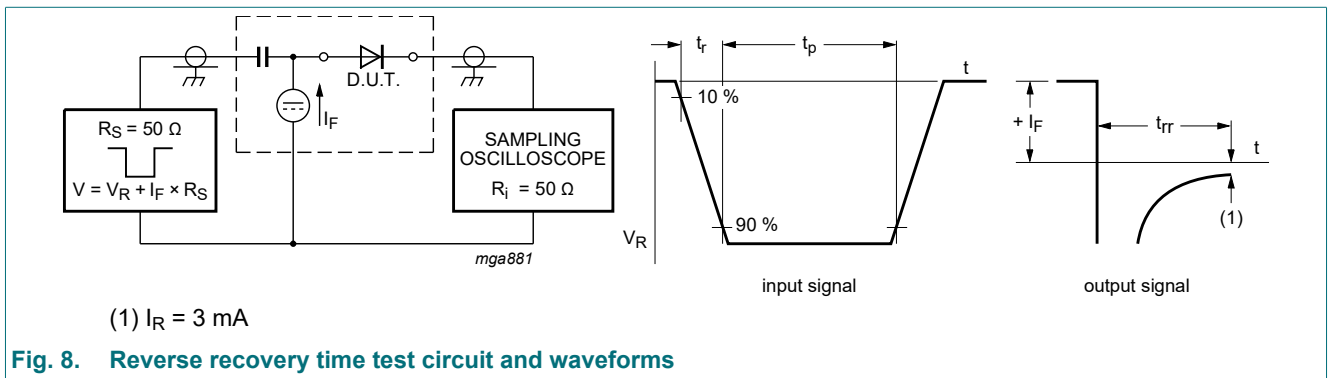 D.U.T.
I_F
R_S = 50 Ω
V = V_R + I_F × R_S
SAMPLING
OSCILLOSCOPE
R_i = 50 Ω
mga881
t_r
t_p
t
10 %
90 %
V_R
input signal
+ I_F
t_rr
t
(1)
output signal
(1) I_R = 3 mA
Fig. 8. Reverse recovery time test circuit and waveforms